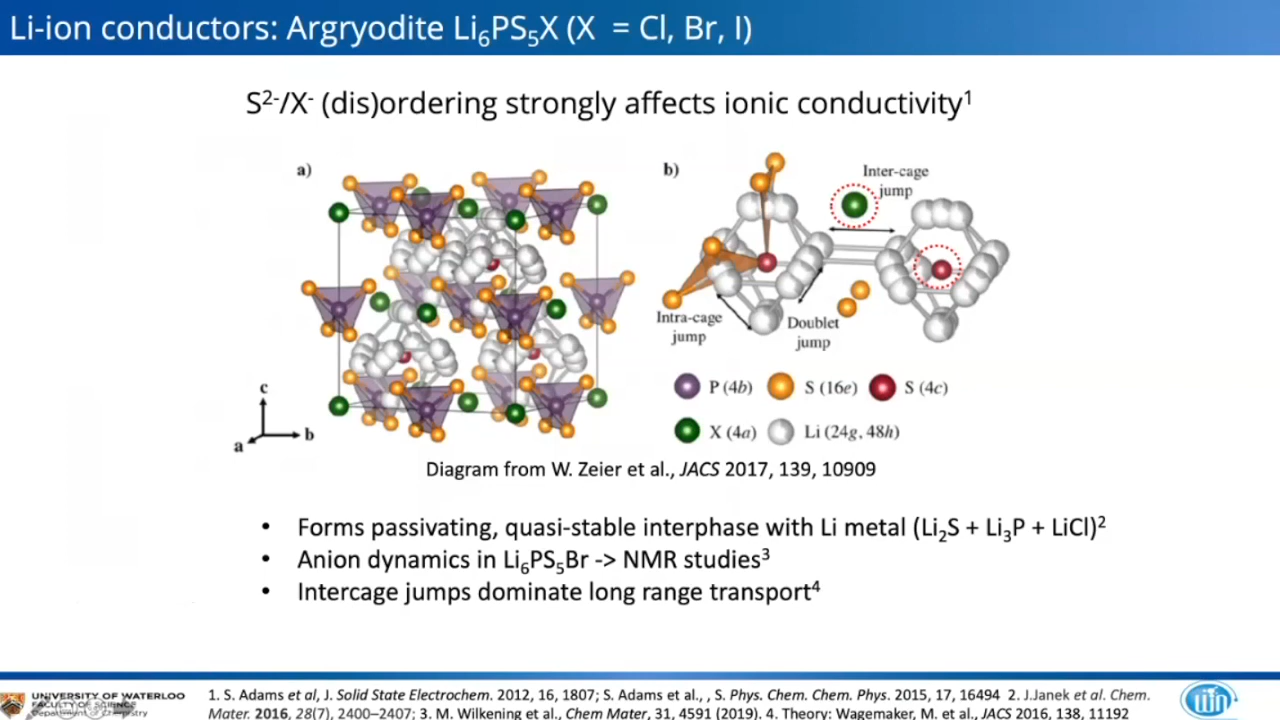 Li-ion conductors: Argryodite Li₆PS₅X (X = Cl, Br, I)
S²⁻/X⁻ (dis)ordering strongly affects ionic conductivity¹
a)
b)
Inter-cage
jump
Intra-cage
jump
Doublet
jump
P (4b) S (16e) S (4c)
X (4a) Li (24g, 48h)
c
b
a
Diagram from W. Zeier et al., JACS 2017, 139, 10909
• Forms passivating, quasi-stable interphase with Li metal (Li₂S + Li₃P + LiCl)²
• Anion dynamics in Li₆PS₅Br -> NMR studies³
• Intercage jumps dominate long range transport⁴
UNIVERSITY OF WATERLOO
FACULTY OF SCIENCE
Department of Chemistry
1. S. Adams et al, J. Solid State Electrochem. 2012, 16, 1807; S. Adams et al., , S. Phys. Chem. Chem. Phys. 2015, 17, 16494 2. J.Janek et al. Chem.
Mater. 2016, 28(7), 2400–2407; 3. M. Wilkening et al., Chem Mater, 31, 4591 (2019). 4. Theory: Wagemaker, M. et al., JACS 2016, 138, 11192